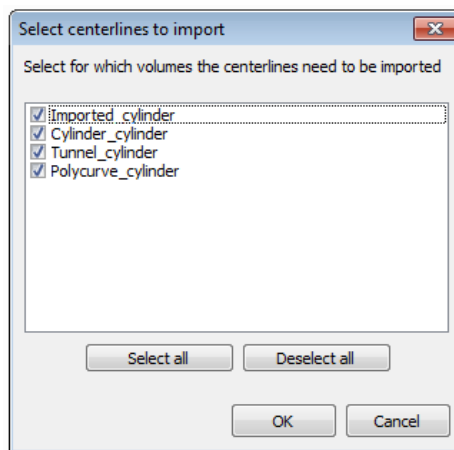 Select centerlines to import
Select for which volumes the centerlines need to be imported
Imported_cylinder
Cylinder_cylinder
Tunnel_cylinder
Polycurve_cylinder
Select all Deselect all
OK Cancel